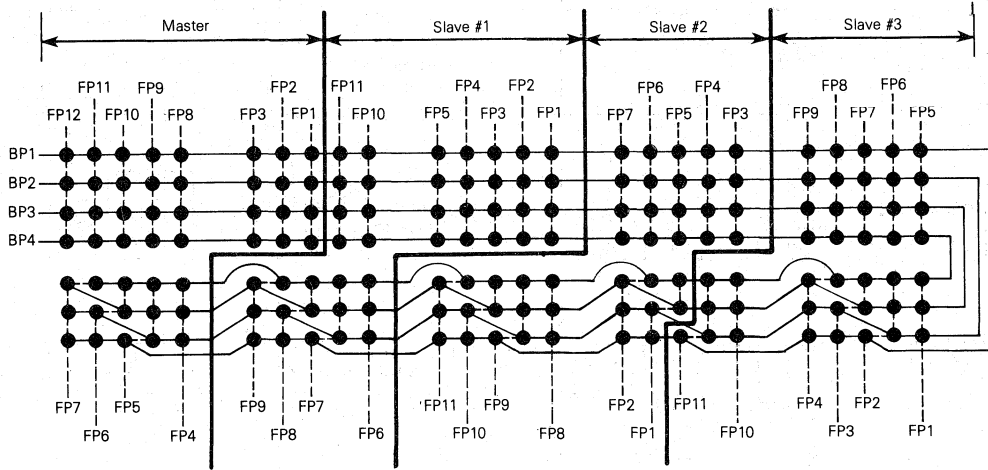 Master Slave #1 Slave #2 Slave #3
FP11 FP9 FP2 FP11 FP4 FP2 FP6 FP4 FP8 FP6
FP12 FP10 FP8 FP3 FP1 FP10 FP5 FP3 FP1 FP7 FP5 FP3 FP9 FP7 FP5
BP1
BP2
BP3
BP4
FP7 FP5 FP9 FP7 FP11 FP9 FP2 FP11 FP4 FP2
FP6 FP4 FP8 FP6 FP10 FP8 FP1 FP10 FP3 FP1